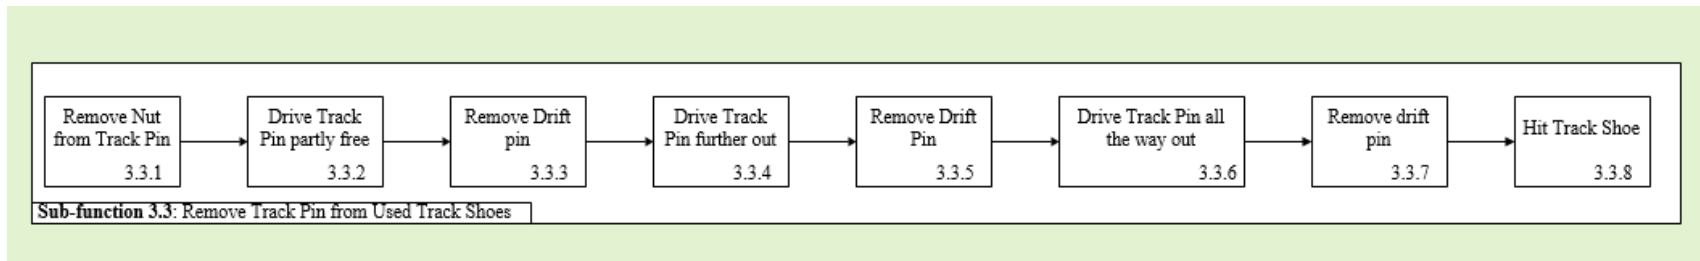 Remove Nut
from Track Pin
3.3.1
Drive Track
Pin partly free
3.3.2
Remove Drift
pin
3.3.3
Drive Track
Pin further out
3.3.4
Remove Drift
Pin
3.3.5
Drive Track Pin all
the way out
3.3.6
Remove drift
pin
3.3.7
Hit Track Shoe
3.3.8
Sub-function 3.3: Remove Track Pin from Used Track Shoes